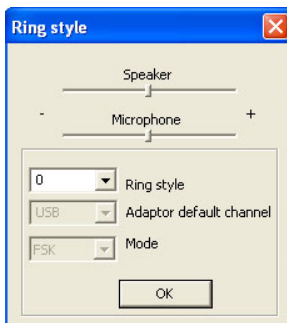 Ring style
Speaker
- +
Microphone
0 Ring style
USB Adaptor default channel
FSK Mode
OK